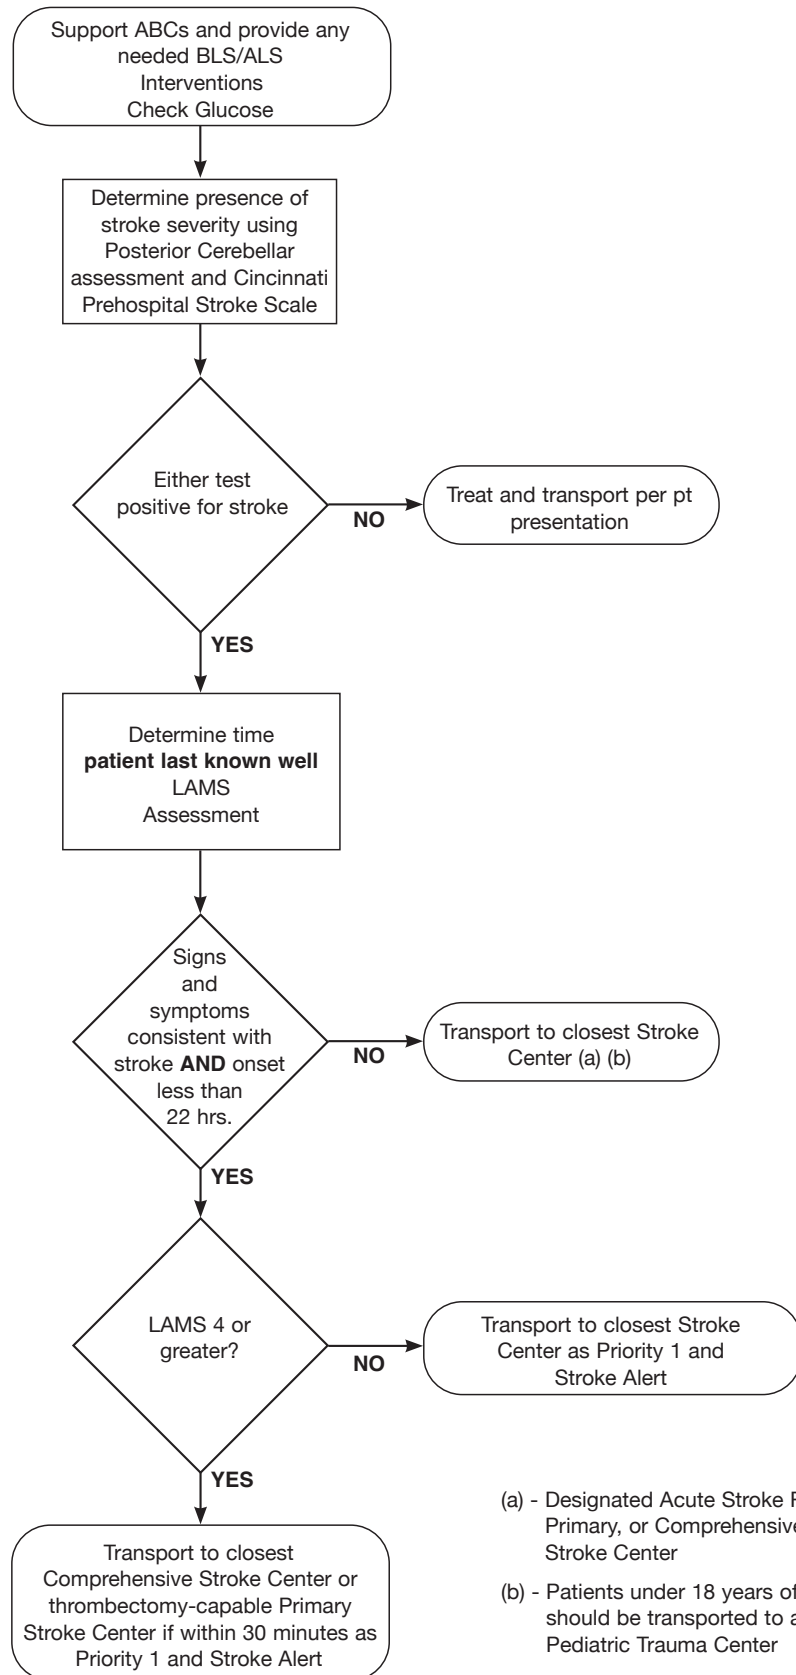 Support ABCs and provide any
needed BLS/ALS
Interventions
Check Glucose
Determine presence of
stroke severity using
Posterior Cerebellar
assessment and Cincinnati
Prehospital Stroke Scale
Either test
positive for stroke
NO
Treat and transport per pt
presentation
YES
Determine time
patient last known well
LAMS
Assessment
Signs
and
symptoms
consistent with
stroke AND onset
less than
22 hrs.
NO
Transport to closest Stroke
Center (a) (b)
YES
LAMS 4 or
greater?
NO
Transport to closest Stroke
Center as Priority 1 and
Stroke Alert
YES
Transport to closest
Comprehensive Stroke Center or
thrombectomy-capable Primary
Stroke Center if within 30 minutes as
Priority 1 and Stroke Alert
(a) - Designated Acute Stroke
Primary, or Comprehensive
Stroke Center
(b) - Patients under 18 years of
should be transported to a
Pediatric Trauma Center